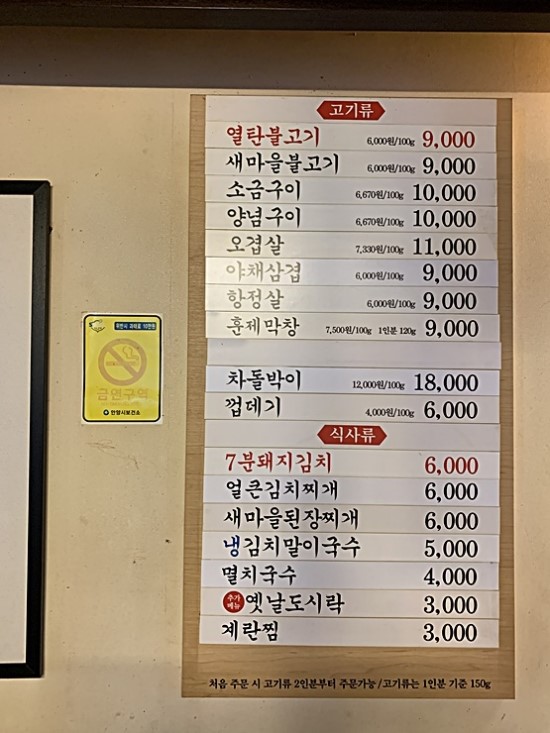 고기류
열탄불고기 6,000원/100g 9,000
새마을불고기 6,000원/100g 9,000
소금구이 6,670원/100g 10,000
양념구이 6,670원/100g 10,000
오겹살 7,330원/100g 11,000
야채삼겹 6,000원/100g 9,000
항정살 6,000원/100g 9,000
훈제막창 7,500원/100g 1인분 120g 9,000
차돌박이 12,000원/100g 18,000
껍데기 4,000원/100g 6,000
식사류
7분돼지김치 6,000
얼큰김치찌개 6,000
새마을된장찌개 6,000
냉김치말이국수 5,000
멸치국수 4,000
추가메뉴 옛날도시락 3,000
계란찜 3,000
처음 주문 시 고기류 2인분부터 주문가능/고기류는 1인분 기준 150g
금연구역
안양시보건소